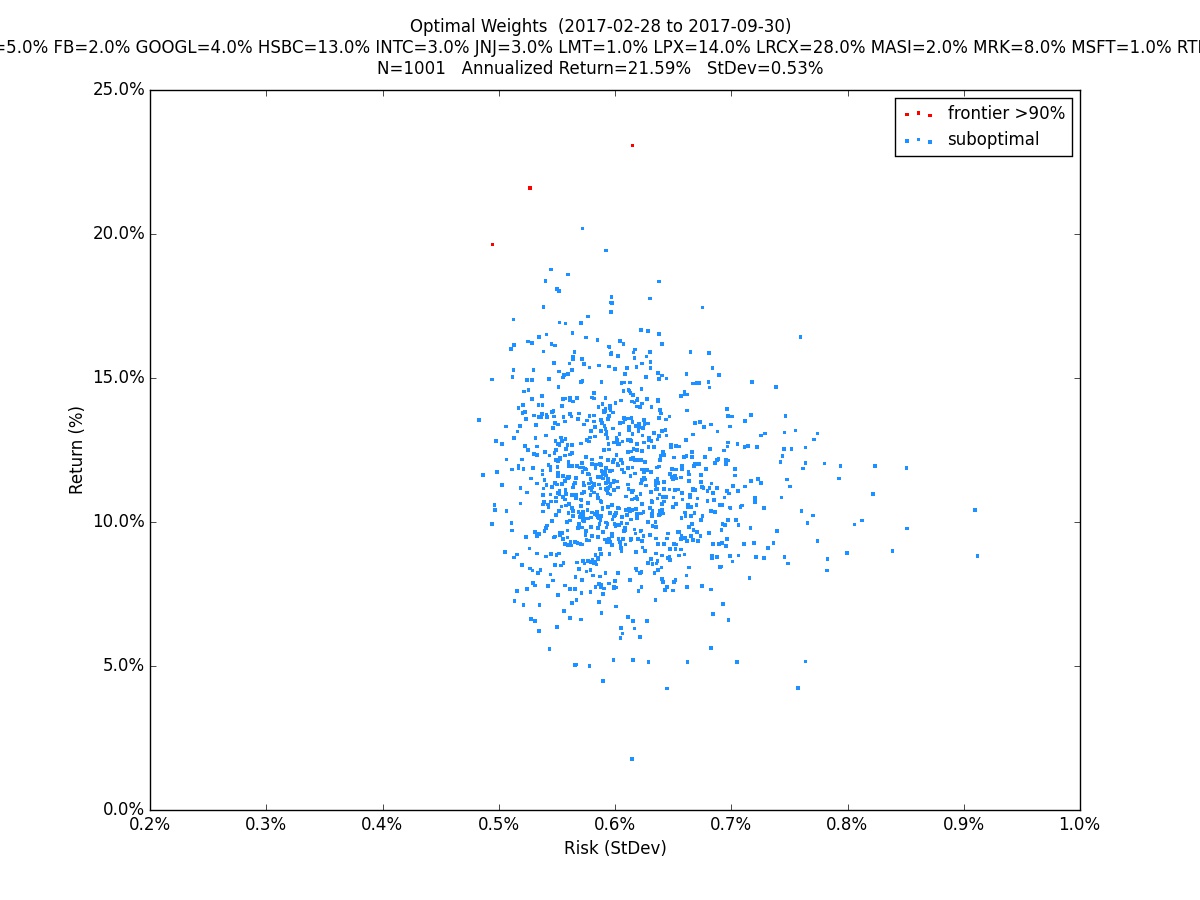 Optimal Weights (2017-02-28 to 2017-09-30)
=5.0% FB=2.0% GOOGL=4.0% HSBC=13.0% INTC=3.0% JNJ=3.0% LMT=1.0% LPX=14.0% LRCX=28.0% MASI=2.0% MRK=8.0% MSFT=1.0%
N=1001 Annualized Return=21.59% StDev=0.53%
frontier >90%
suboptimal
25.0%
20.0%
15.0%
10.0%
5.0%
0.0%
Return (%)
0.2% 0.3% 0.4% 0.5% 0.6% 0.7% 0.8% 0.9% 1.0%
Risk (StDev)